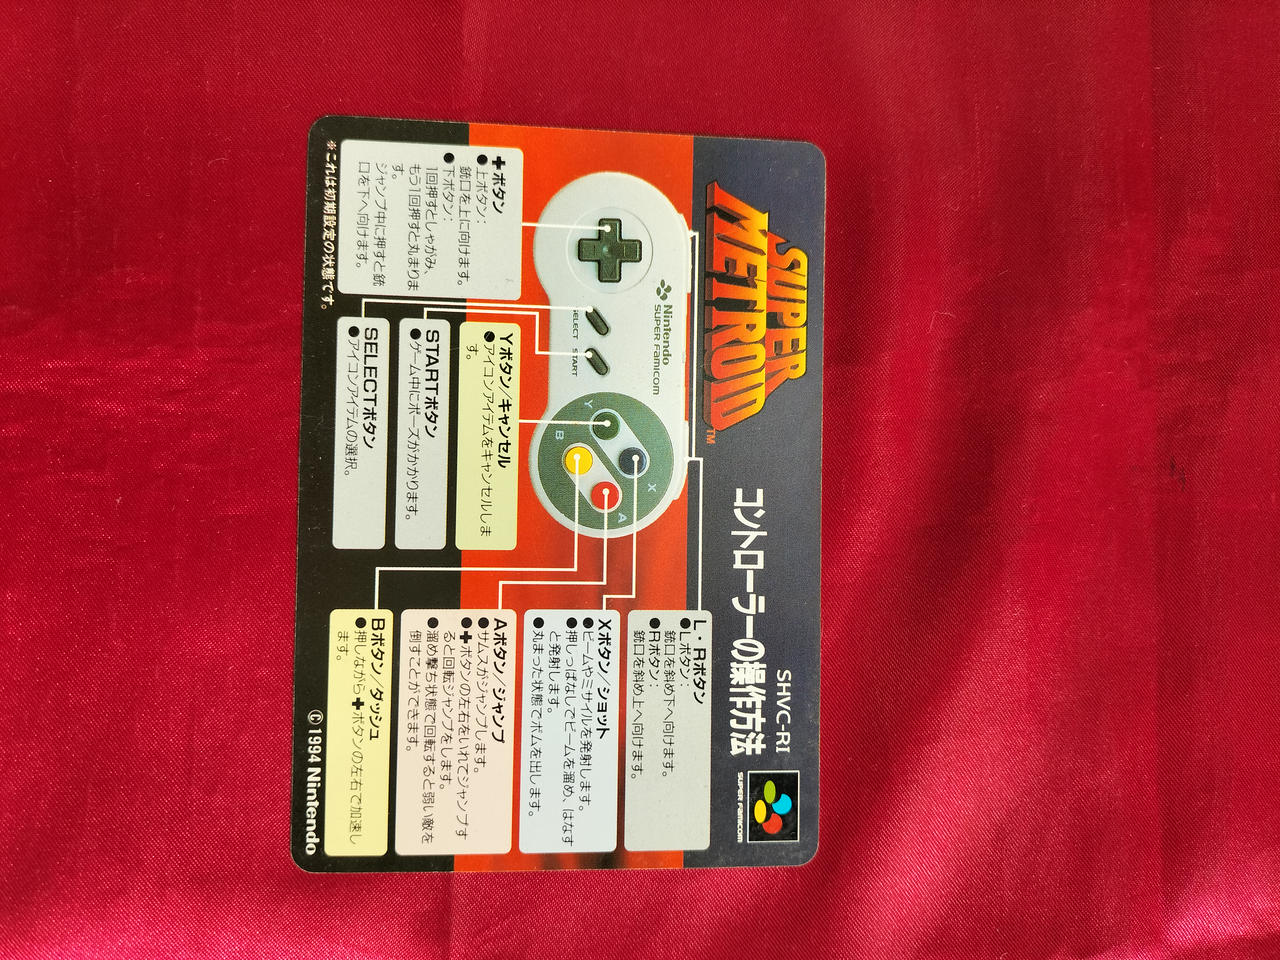 SUPER
METROID™
コントローラーの操作方法
SHVC-RI
SUPER FAMICOM
Nintendo
SUPER FAMICOM
SELECT
START
Y
X
B
A
✚ボタン
●上ボタン:
銃口を上に向けます。
●下ボタン:
1回押すとしゃがみ、
もう1回押すと丸まりま
す。
ジャンプ中に押すと銃
口を下へ向けます。
※これは初期設定の状態です。
Yボタン/キャンセル
●アイコンアイテムをキャンセルしま
す。
STARTボタン
●ゲーム中にポーズがかかります。
SELECTボタン
●アイコンアイテムの選択。
L・Rボタン
●Lボタン:
銃口を斜め下へ向けます。
●Rボタン:
銃口を斜め上へ向けます。
Xボタン/ショット
●ビームやミサイルを発射します。
●押しっぱなしでビームを溜め、はなす
と発射します。
●丸まった状態でボムを出します。
Aボタン/ジャンプ
●サムスがジャンプします。
●✚ボタンの左右をいれてジャンプす
ると回転ジャンプをします。
●溜め撃ち状態で回転すると弱い敵を
倒すことができます。
Bボタン/ダッシュ
●押しながら✚ボタンの左右で加速し
ます。
©1994 Nintendo